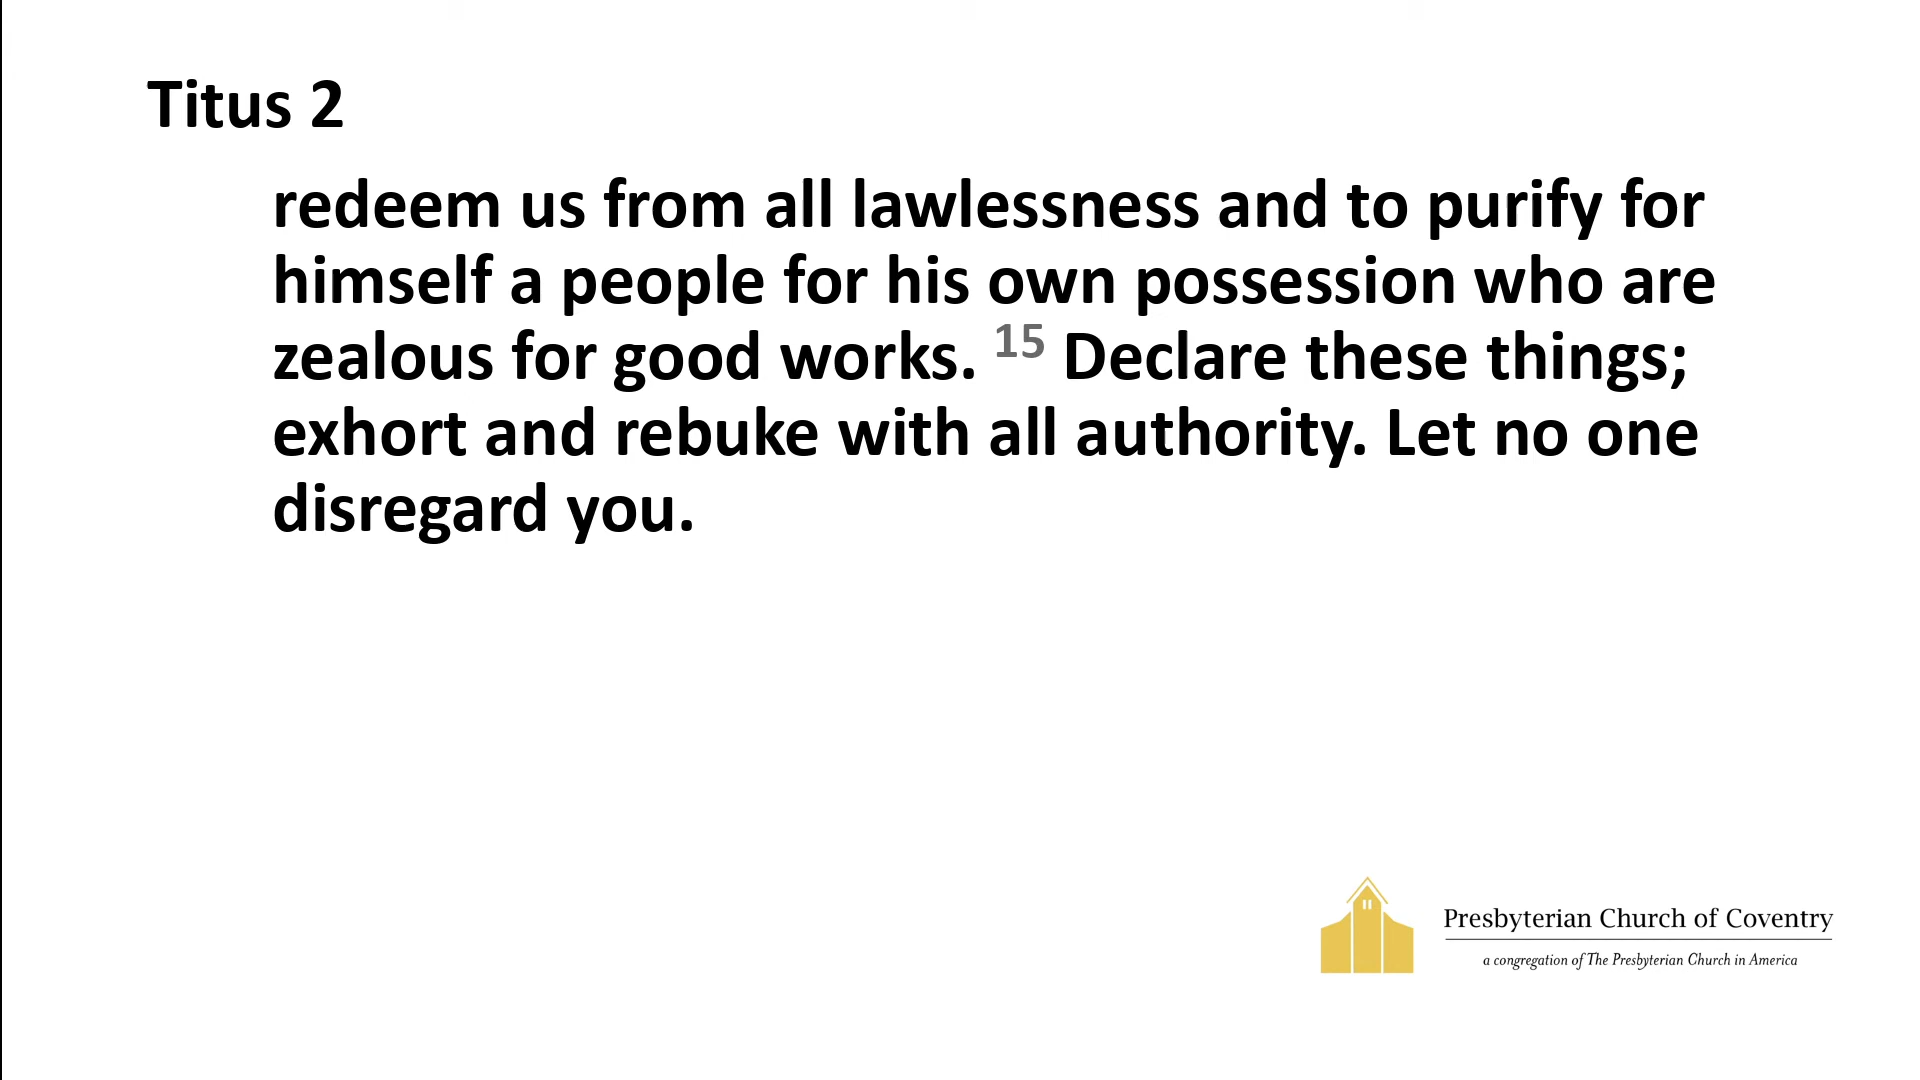 Titus 2
redeem us from all lawlessness and to purify for
himself a people for his own possession who are
zealous for good works. 15 Declare these things;
exhort and rebuke with all authority. Let no one
disregard you.
Presbyterian Church of Coventry
a congregation of The Presbyterian Church in America